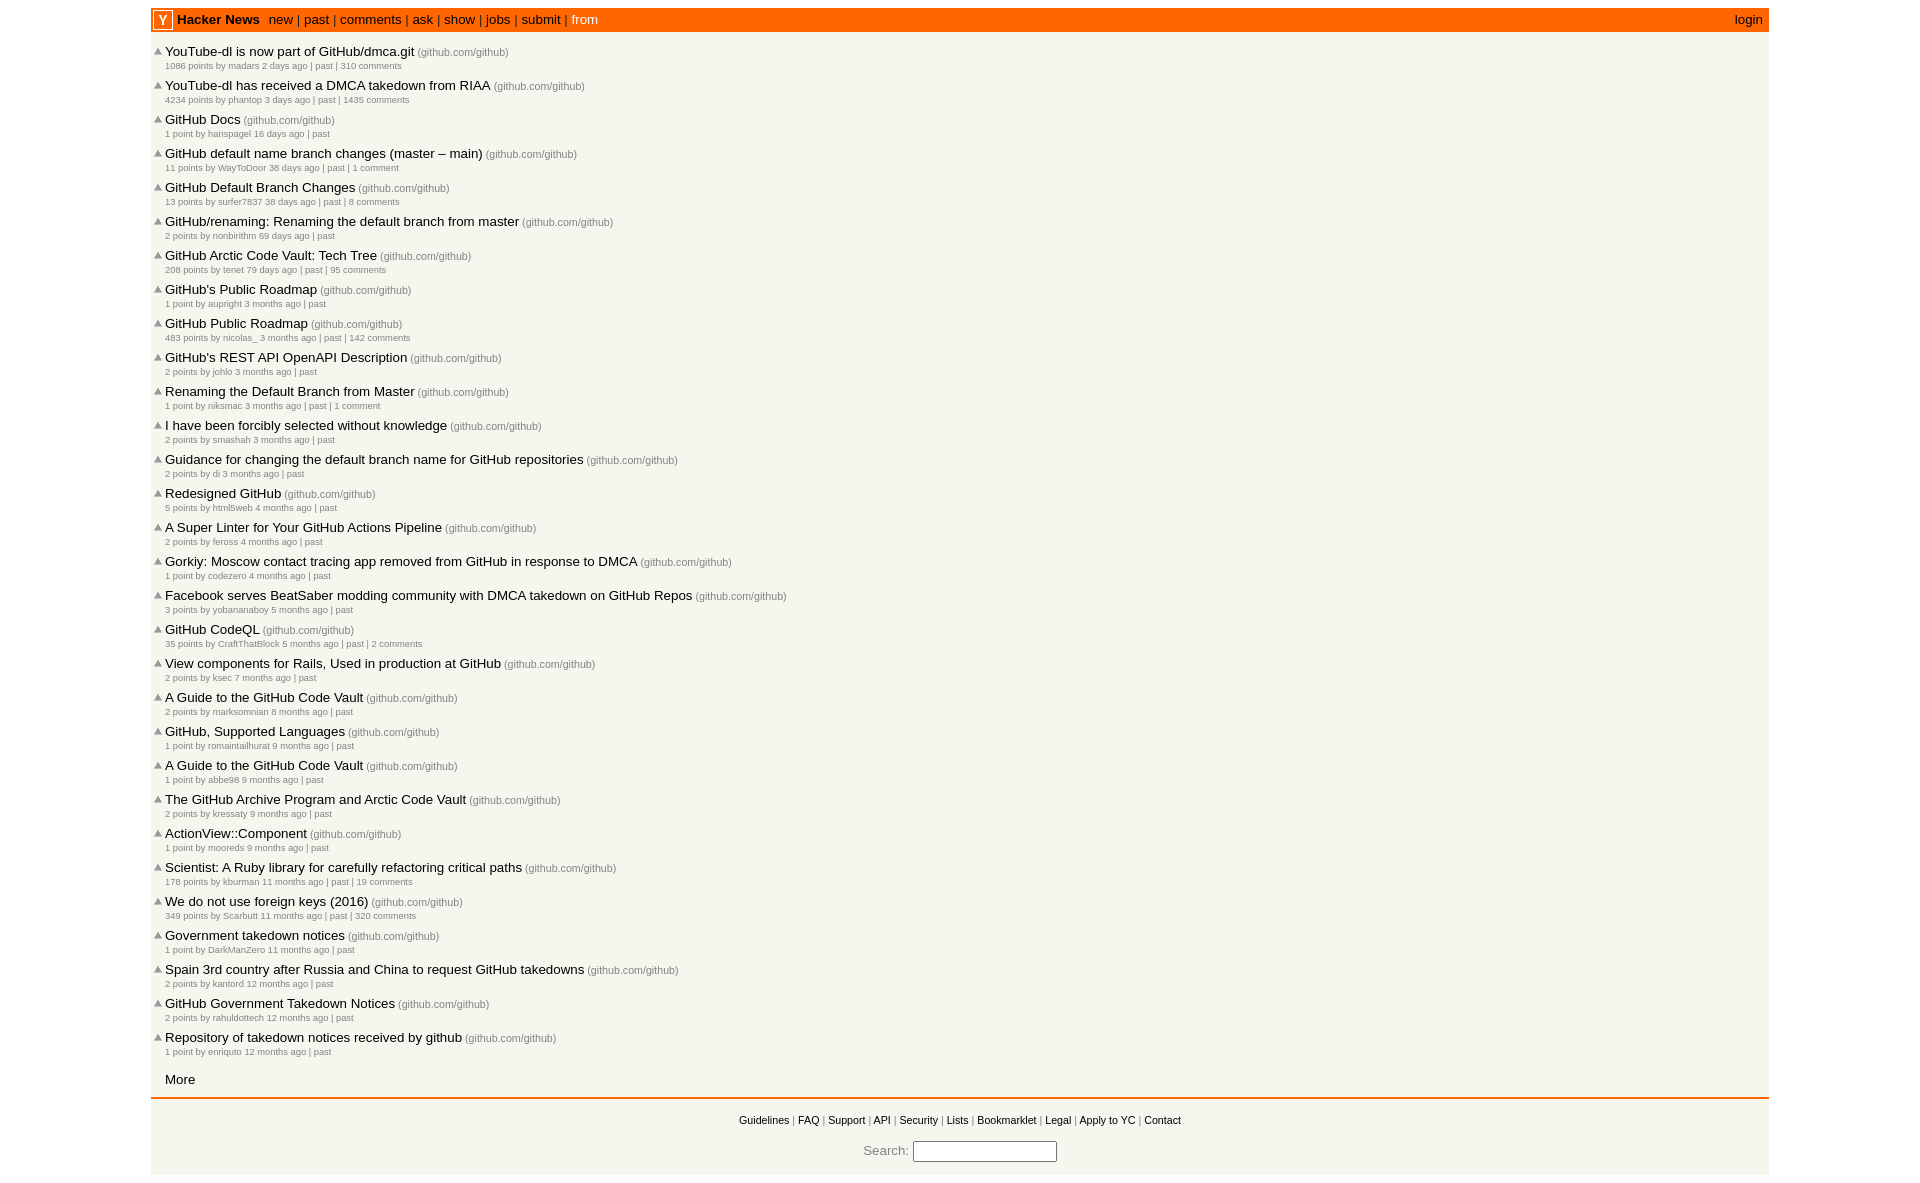 Y Hacker News new | past | comments | ask | show | jobs | submit | from login
YouTube-dl is now part of GitHub/dmca.git (github.com/github)
1086 points by madars 2 days ago | past | 310 comments
YouTube-dl has received a DMCA takedown from RIAA (github.com/github)
4234 points by phantop 3 days ago | past | 1435 comments
GitHub Docs (github.com/github)
1 point by hanspagel 16 days ago | past
GitHub default name branch changes (master – main) (github.com/github)
11 points by WayToDoor 38 days ago | past | 1 comment
GitHub Default Branch Changes (github.com/github)
13 points by surfer7837 38 days ago | past | 8 comments
GitHub/renaming: Renaming the default branch from master (github.com/github)
2 points by nonbirithm 69 days ago | past
GitHub Arctic Code Vault: Tech Tree (github.com/github)
208 points by tenet 79 days ago | past | 95 comments
GitHub's Public Roadmap (github.com/github)
1 point by aupright 3 months ago | past
GitHub Public Roadmap (github.com/github)
483 points by nicolas_ 3 months ago | past | 142 comments
GitHub's REST API OpenAPI Description (github.com/github)
2 points by johlo 3 months ago | past
Renaming the Default Branch from Master (github.com/github)
1 point by niksmac 3 months ago | past | 1 comment
I have been forcibly selected without knowledge (github.com/github)
2 points by smashah 3 months ago | past
Guidance for changing the default branch name for GitHub repositories (github.com/github)
2 points by di 3 months ago | past
Redesigned GitHub (github.com/github)
5 points by html5web 4 months ago | past
A Super Linter for Your GitHub Actions Pipeline (github.com/github)
2 points by feross 4 months ago | past
Gorkiy: Moscow contact tracing app removed from GitHub in response to DMCA (github.com/github)
1 point by codezero 4 months ago | past
Facebook serves BeatSaber modding community with DMCA takedown on GitHub Repos (github.com/github)
3 points by yobananaboy 5 months ago | past
GitHub CodeQL (github.com/github)
35 points by CraftThatBlock 5 months ago | past | 2 comments
View components for Rails, Used in production at GitHub (github.com/github)
2 points by ksec 7 months ago | past
A Guide to the GitHub Code Vault (github.com/github)
2 points by marksomnian 8 months ago | past
GitHub, Supported Languages (github.com/github)
1 point by romaintailhurat 9 months ago | past
A Guide to the GitHub Code Vault (github.com/github)
1 point by abbe98 9 months ago | past
The GitHub Archive Program and Arctic Code Vault (github.com/github)
2 points by kressaty 9 months ago | past
ActionView::Component (github.com/github)
1 point by mooreds 9 months ago | past
Scientist: A Ruby library for carefully refactoring critical paths (github.com/github)
178 points by kburman 11 months ago | past | 19 comments
We do not use foreign keys (2016) (github.com/github)
349 points by Scarbutt 11 months ago | past | 320 comments
Government takedown notices (github.com/github)
1 point by DarkManZero 11 months ago | past
Spain 3rd country after Russia and China to request GitHub takedowns (github.com/github)
2 points by kantord 12 months ago | past
GitHub Government Takedown Notices (github.com/github)
2 points by rahuldottech 12 months ago | past
Repository of takedown notices received by github (github.com/github)
1 point by enriquto 12 months ago | past
More
Guidelines | FAQ | Support | API | Security | Lists | Bookmarklet | Legal | Apply to YC | Contact
Search: